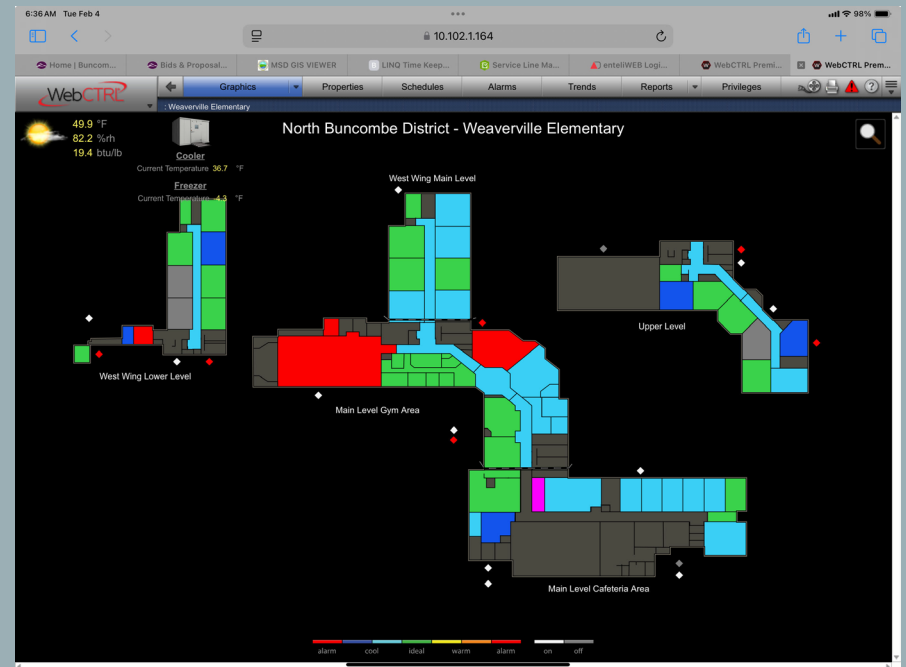 6:36 AM Tue Feb 4
98%
10.102.1.164
Home | Buncom...
Bids & Proposal...
MSD GIS VIEWER
LINQ Time Keep...
Service Line Ma...
enteliWEB Logi...
WebCTRL Premi...
WebCTRL Prem...
WebCTRL
Graphics
Properties
Schedules
Alarms
Trends
Reports
Privileges
: Weaverville Elementary
49.9 °F
82.2 %rh
19.4 btu/lb
Cooler
Current Temperature 36.7 °F
Freezer
Current Temperature -4.3 °F
North Buncombe District - Weaverville Elementary
West Wing Main Level
Upper Level
West Wing Lower Level
Main Level Gym Area
Main Level Cafeteria Area
alarm cool ideal warm alarm on off